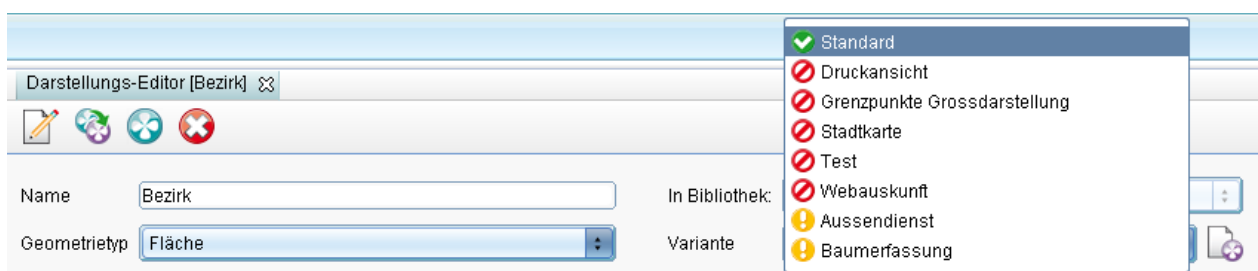 Standard
Darstellungs-Editor [Bezirk]
Druckansicht
Grenzpunkte Grossdarstellung
Stadtkarte
Test
Name Bezirk In Bibliothek: Webauskunft
Aussendienst
Geometrietyp Fläche Variante
Baumerfassung